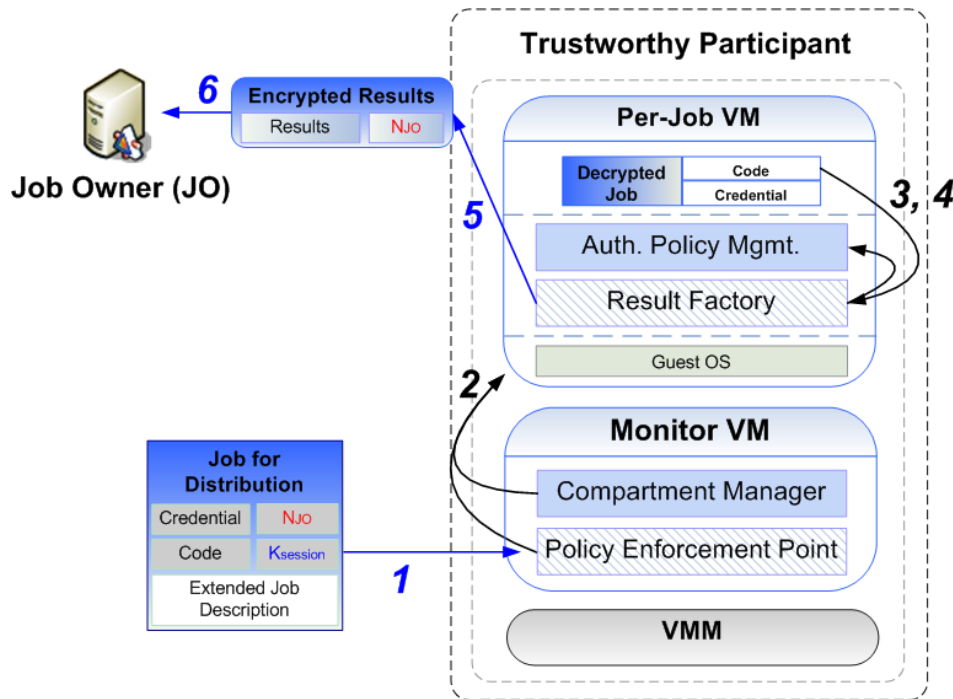 Trustworthy Participant
6
Encrypted Results
Results
NJO
Job Owner (JO)
Per-Job VM
Decrypted
Job
Code
Credential
3, 4
5
Auth. Policy Mgmt.
Result Factory
Guest OS
2
Monitor VM
Compartment Manager
Policy Enforcement Point
Job for
Distribution
Credential
NJO
Code
Ksession
Extended Job
Description
1
VMM